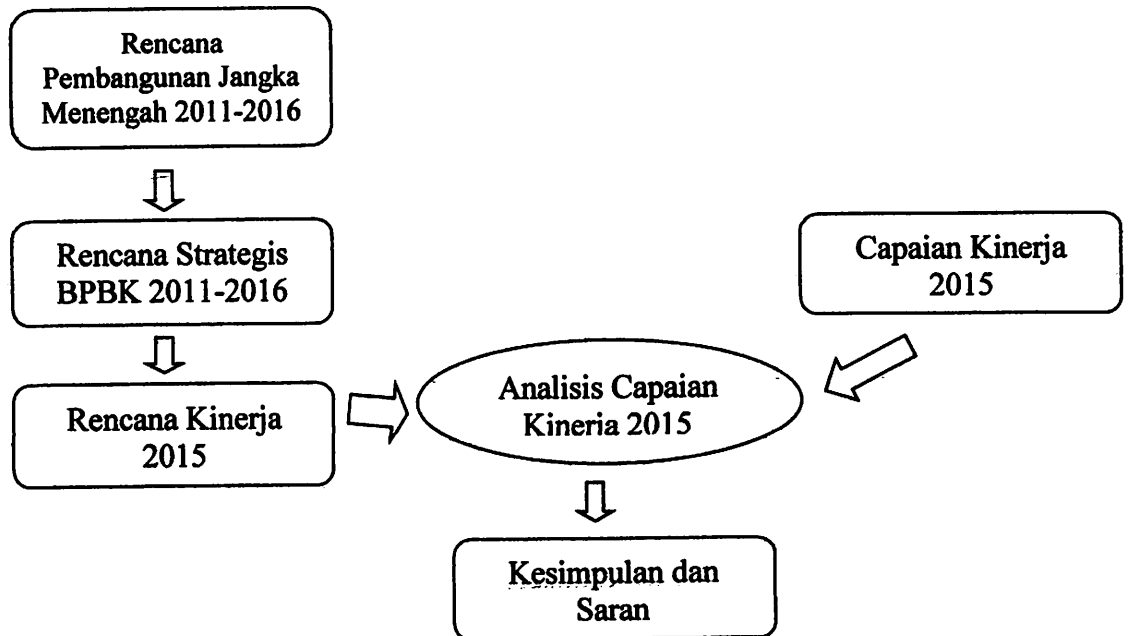 Rencana
Pembangunan Jangka
Menengah 2011-2016
Rencana Strategis
BPBK 2011-2016
Rencana Kinerja
2015
Capaian Kinerja
2015
Analisis Capaian
Kineria 2015
Kesimpulan dan
Saran